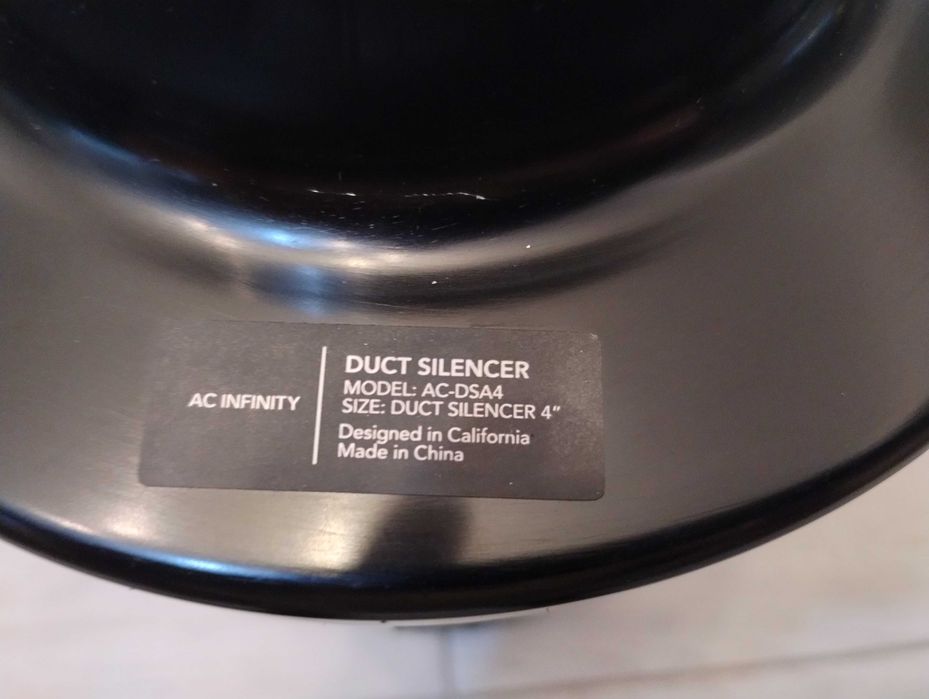 AC INFINITY
DUCT SILENCER
MODEL: AC-DSA4
SIZE: DUCT SILENCER 4"
Designed in California
Made in China